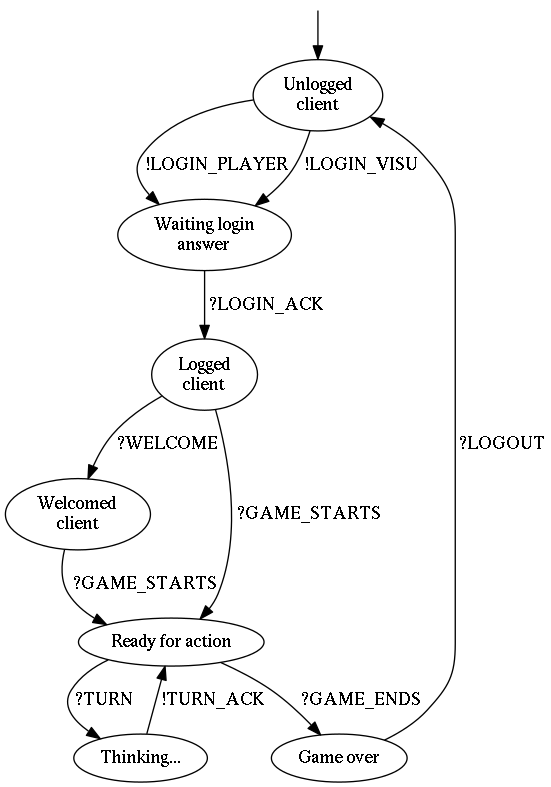 Unlogged
client
!LOGIN_PLAYER
!LOGIN_VISU
Waiting login
answer
?LOGIN_ACK
Logged
client
?WELCOME
?LOGOUT
Welcomed
client
?GAME_STARTS
?GAME_STARTS
Ready for action
?TURN
!TURN_ACK
?GAME_ENDS
Thinking...
Game over